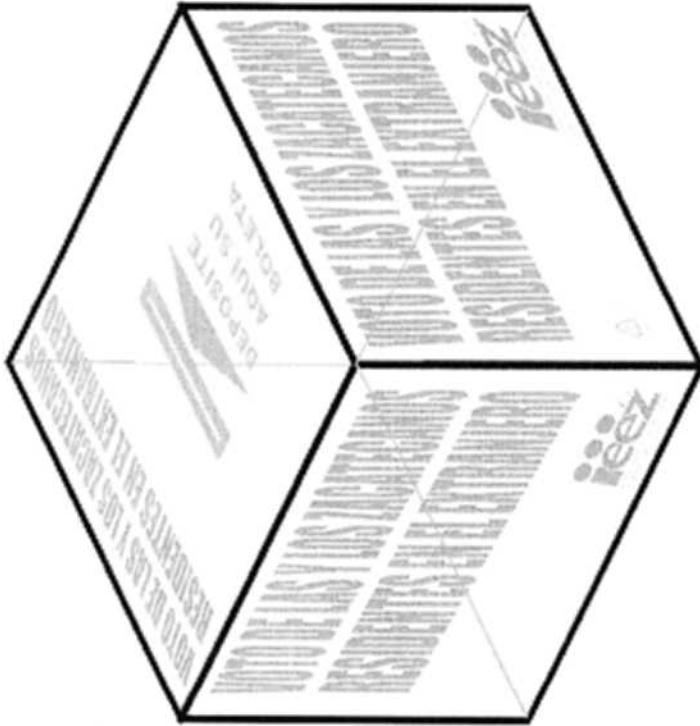 VOTO DE LAS Y LOS ZACATECANOS
RESIDENTES EN EL EXTRANJERO
DEPOSITE
AQUÍ SU
BOLETA
VOTO DE LAS Y LOS ZACATECANOS
RESIDENTES EN EL EXTRANJERO
ieez
VOTO DE LAS Y LOS ZACATECANOS
RESIDENTES EN EL EXTRANJERO
ieez